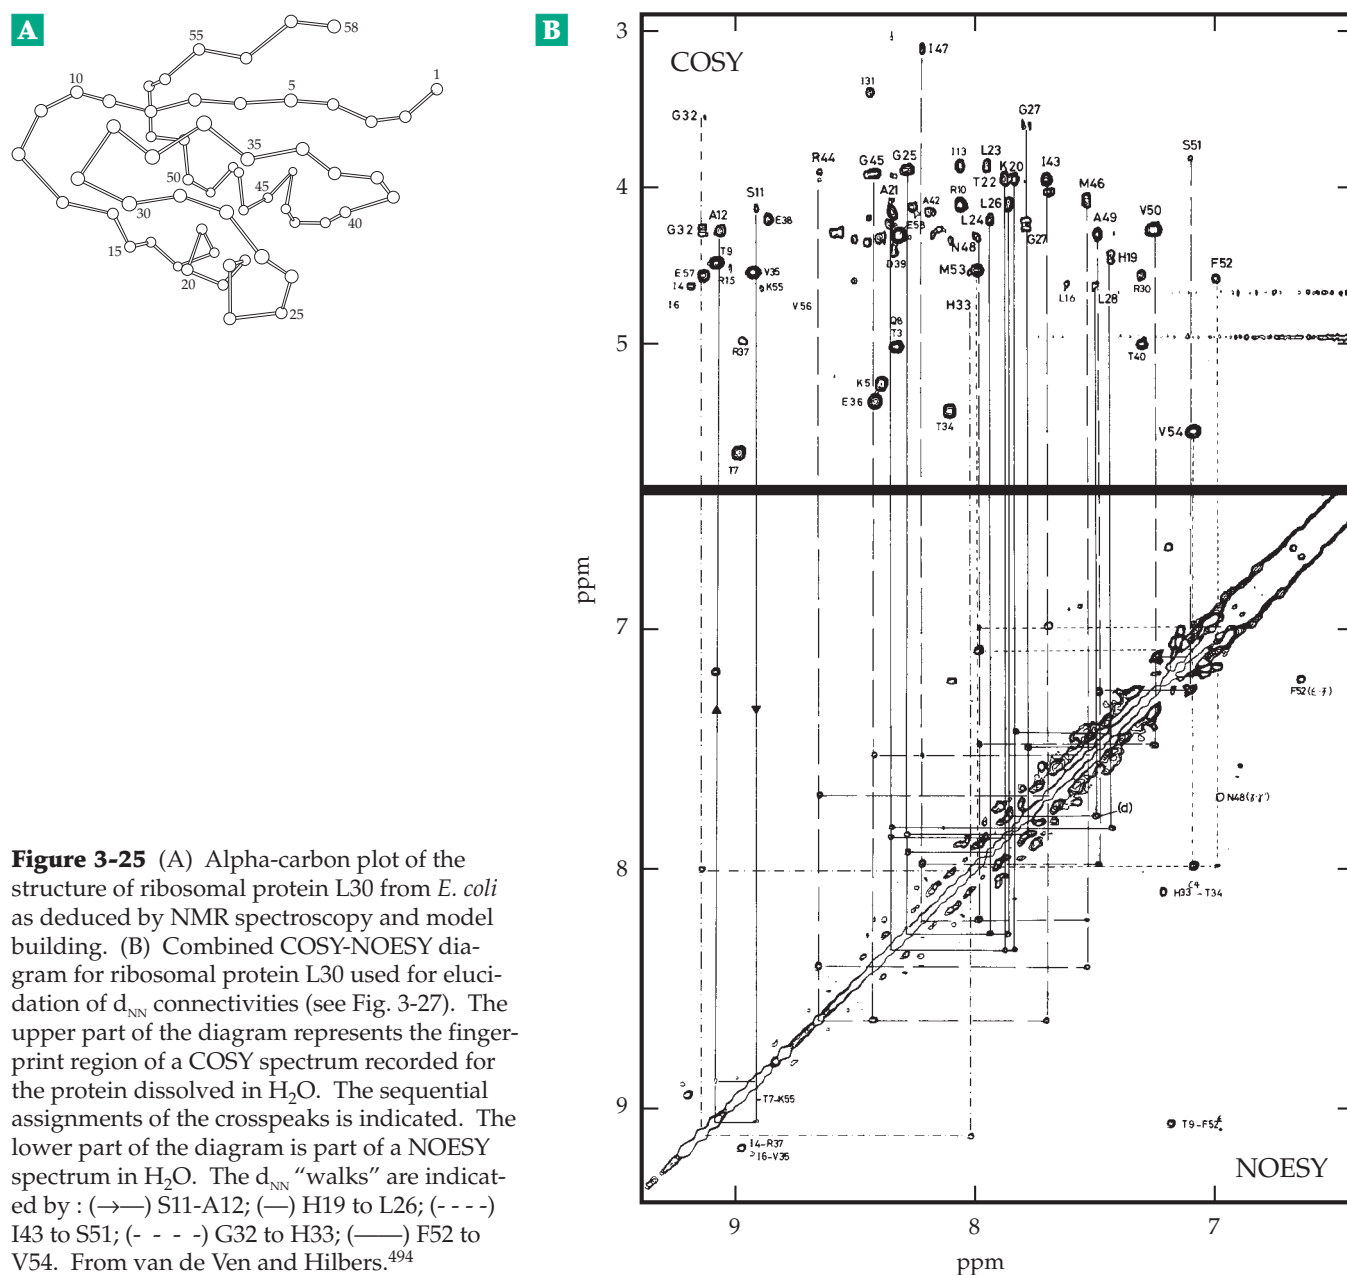 A
55
58
10
1
5
35
50
45
30
40
15
20
25
B
COSY
3
4
5
ppm
I47
I31
G32
G27
S51
R44
G45
G25
I13
L23
K20
I43
T22
M46
S11
A21
A42
R10
L26
A12
E38
L24
A49
V50
G32
E58
G27
T9
D39
N48
H19
F52
E57
R15
V35
M53
R30
I4
K55
L16
L28
I6
V56
H33
Q8
T3
R37
T40
K5
E36
T34
V54
T7
7
8
9
F52(ε-ζ)
N48(γ-γ')
(d)
H33 - T34
T7-K55
T9-F52
I4-R37
I6-V35
NOESY
9
8
7
ppm
Figure 3-25 (A) Alpha-carbon plot of the
structure of ribosomal protein L30 from E. coli
as deduced by NMR spectroscopy and model
building. (B) Combined COSY-NOESY dia-
gram for ribosomal protein L30 used for eluci-
dation of dNN connectivities (see Fig. 3-27). The
upper part of the diagram represents the finger-
print region of a COSY spectrum recorded for
the protein dissolved in H2O. The sequential
assignments of the crosspeaks is indicated. The
lower part of the diagram is part of a NOESY
spectrum in H2O. The dNN “walks” are indicat-
ed by : (→—) S11-A12; (—) H19 to L26; (- - - -)
I43 to S51; (- - - -) G32 to H33; (——) F52 to
V54. From van de Ven and Hilbers.494